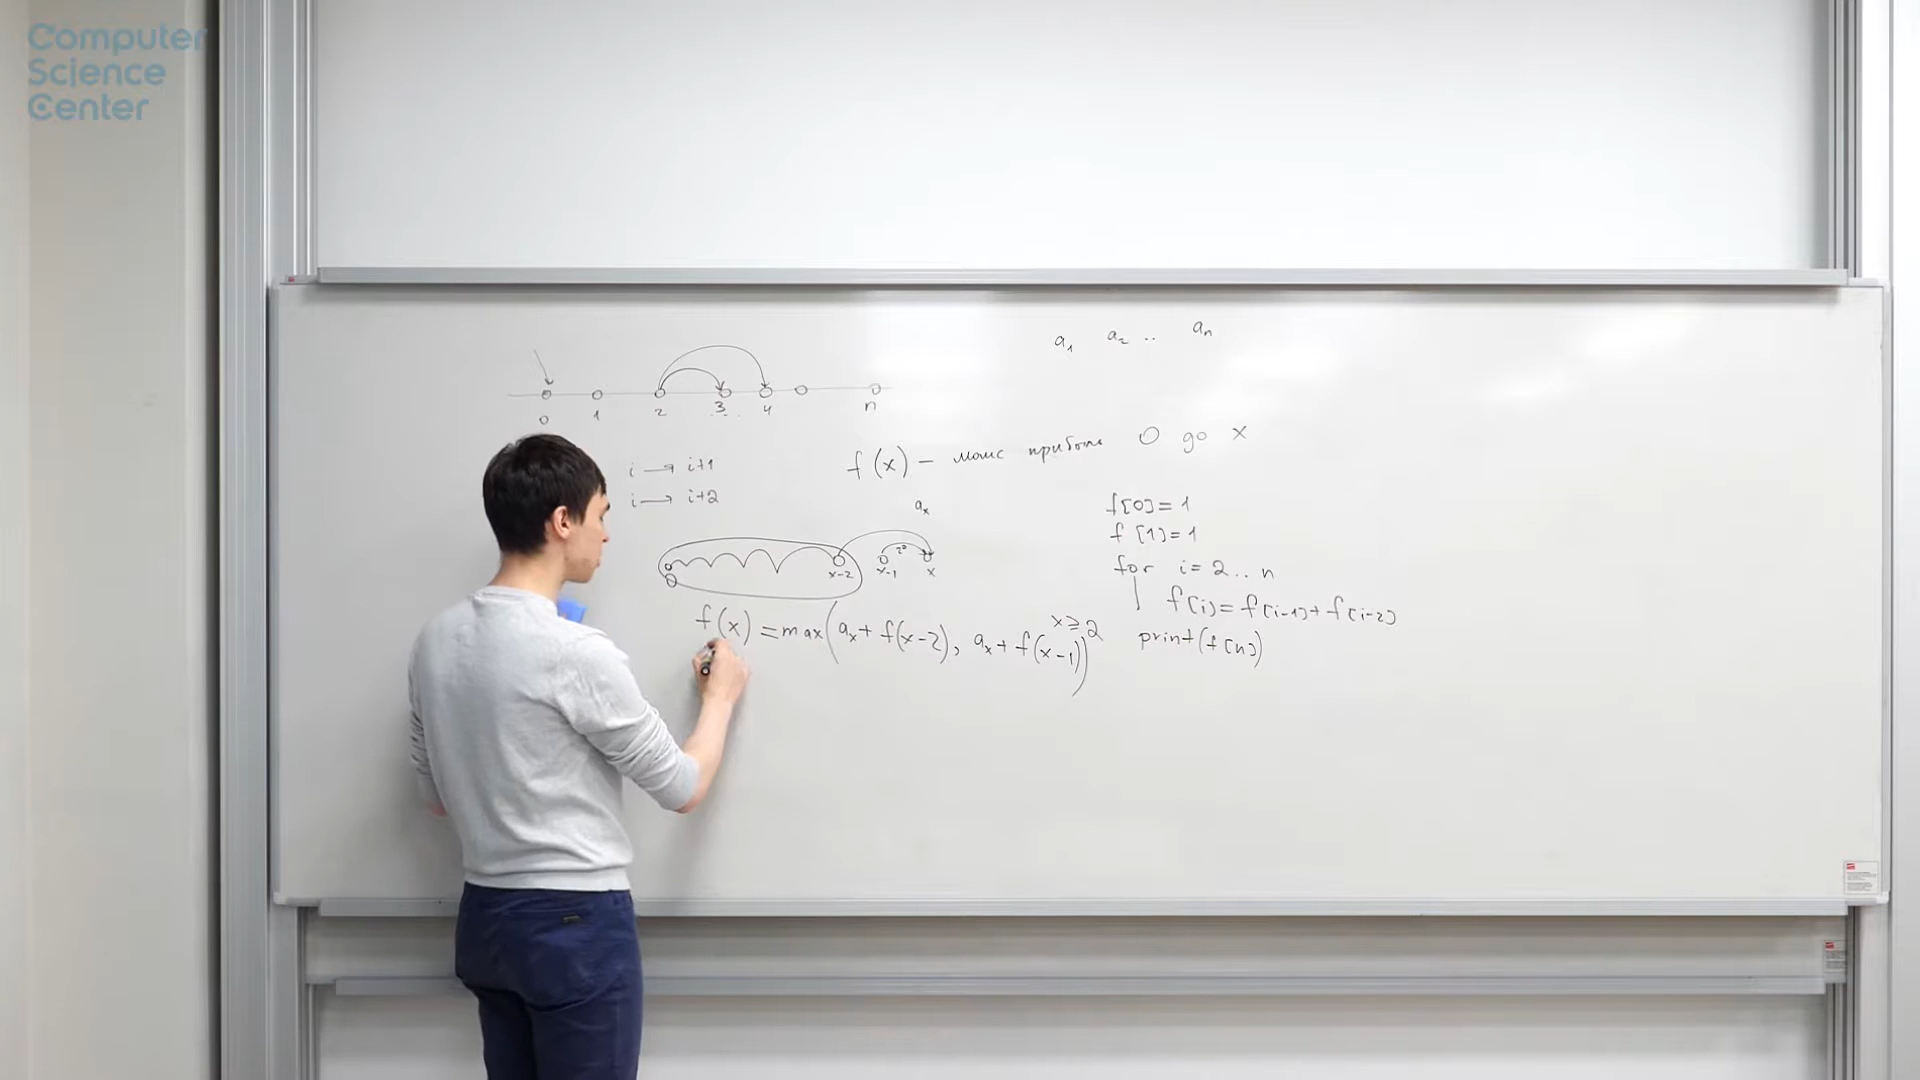 Computer
Science
Center
a₁ a₂ .. aₙ
0 1 2 3 4 n
. . .
f(x) — макс прибыль 0 до x
i → i+1
i → i+2
aₓ
0 x-2 x-1 x
f(x) = max(aₓ + f(x-2), aₓ + f(x-1))
x ≥ 2
f[0] = 1
f[1] = 1
for i = 2 .. n
f[i] = f[i-1] + f[i-2]
print(f[n])